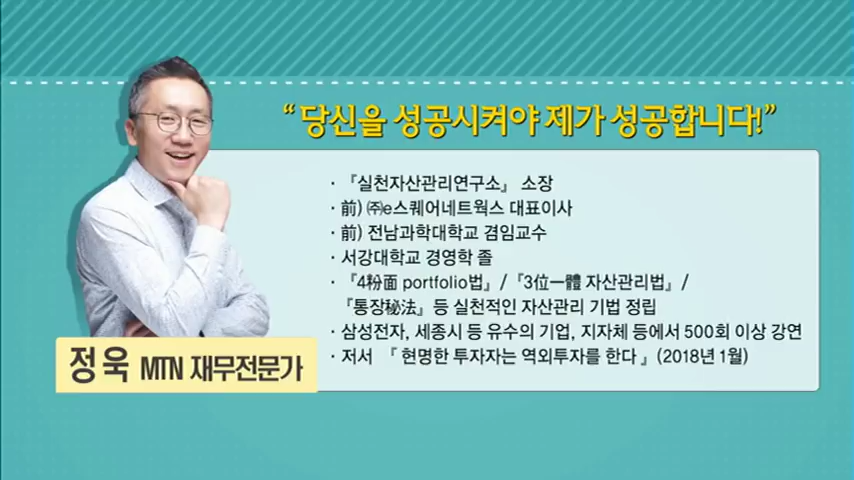 “당신을 성공시켜야 제가 성공합니다!”
· 『실천자산관리연구소』 소장
· 前) ㈜e스퀘어네트웍스 대표이사
· 前) 전남과학대학교 겸임교수
· 서강대학교 경영학 졸
· 『4粉面 portfolio법』/『3位一體 자산관리법』/
『통장秘法』등 실천적인 자산관리 기법 정립
· 삼성전자, 세종시 등 유수의 기업, 지자체 등에서 500회 이상 강연
· 저서 『 현명한 투자자는 역외투자를 한다 』(2018년 1월)
정욱 MTN 재무전문가